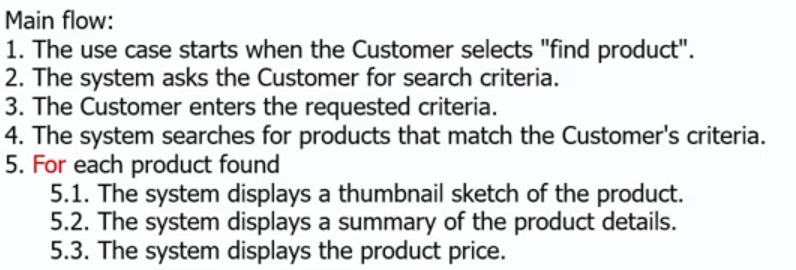 Main flow:
1. The use case starts when the Customer selects "find product".
2. The system asks the Customer for search criteria.
3. The Customer enters the requested criteria.
4. The system searches for products that match the Customer's criteria.
5. For each product found
5.1. The system displays a thumbnail sketch of the product.
5.2. The system displays a summary of the product details.
5.3. The system displays the product price.